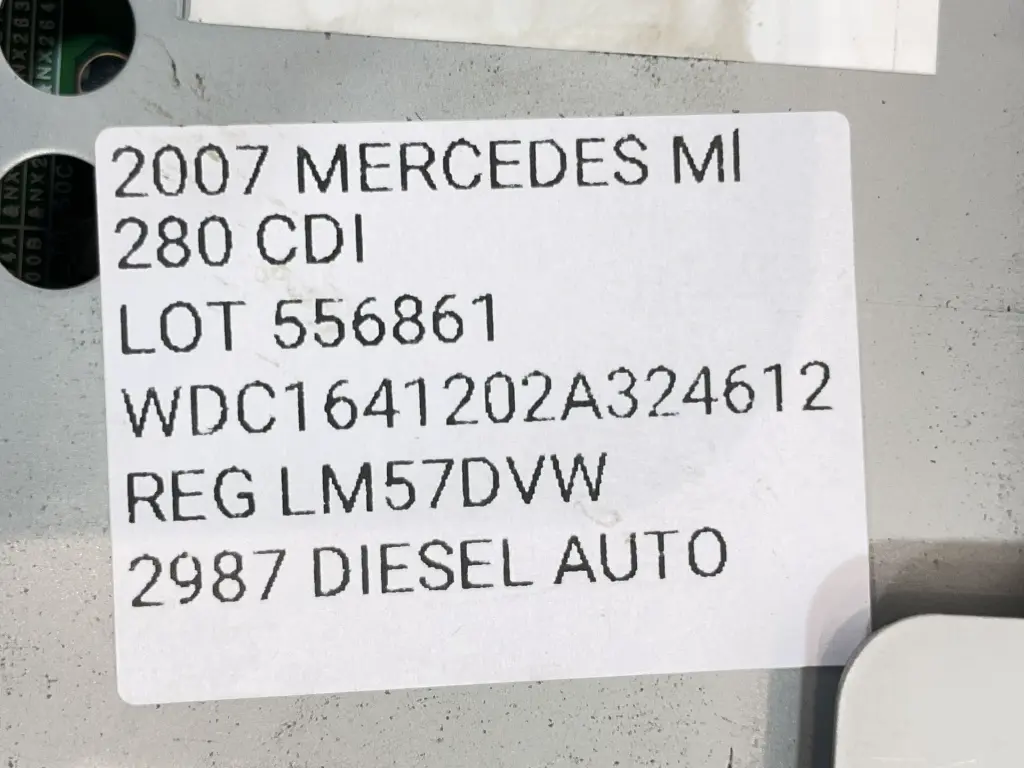 2007 MERCEDES Ml
280 CDI
LOT 556861
WDC1641202A324612
REG LM57DVW
2987 DIESEL AUTO